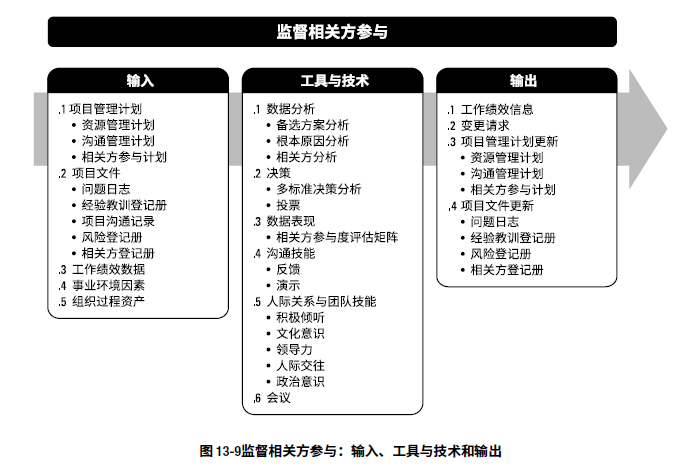 监督相关方参与
输入
.1 项目管理计划
• 资源管理计划
• 沟通管理计划
• 相关方参与计划
.2 项目文件
• 问题日志
• 经验教训登记册
• 项目沟通记录
• 风险登记册
• 相关方登记册
.3 工作绩效数据
.4 事业环境因素
.5 组织过程资产
工具与技术
.1 数据分析
• 备选方案分析
• 根本原因分析
• 相关方分析
.2 决策
• 多标准决策分析
• 投票
.3 数据表现
• 相关方参与度评估矩阵
.4 沟通技能
• 反馈
• 演示
.5 人际关系与团队技能
• 积极倾听
• 文化意识
• 领导力
• 人际交往
• 政治意识
.6 会议
输出
.1 工作绩效信息
.2 变更请求
.3 项目管理计划更新
• 资源管理计划
• 沟通管理计划
• 相关方参与计划
.4 项目文件更新
• 问题日志
• 经验教训登记册
• 风险登记册
• 相关方登记册
图 13-9监督相关方参与：输入、工具与技术和输出